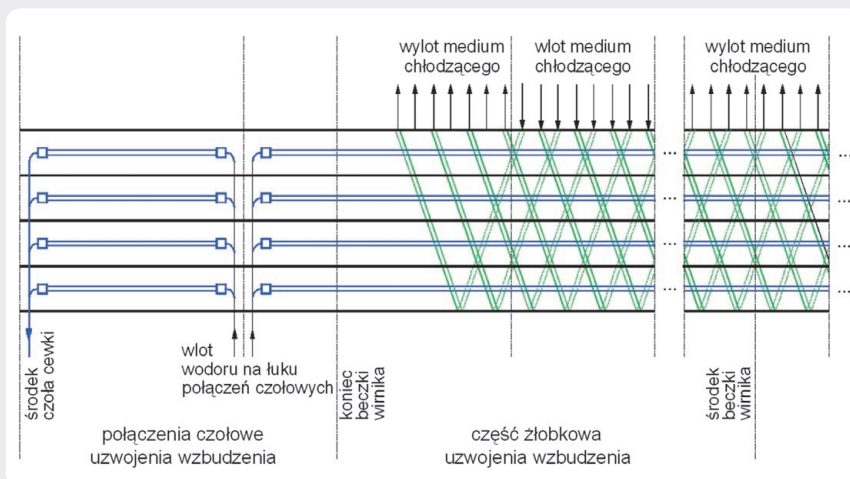 wylot medium
chłodzącego
wlot medium
chłodzącego
wylot medium
chłodzącego
...
...
...
...
...
...
...
...
środek
czoła cewki
wlot
wodoru na łuku
połączeń czołowych
koniec
beczki
wirnika
środek
beczki
wirnika
połączenia czołowe
uzwojenia wzbudzenia
część żłobkowa
uzwojenia wzbudzenia